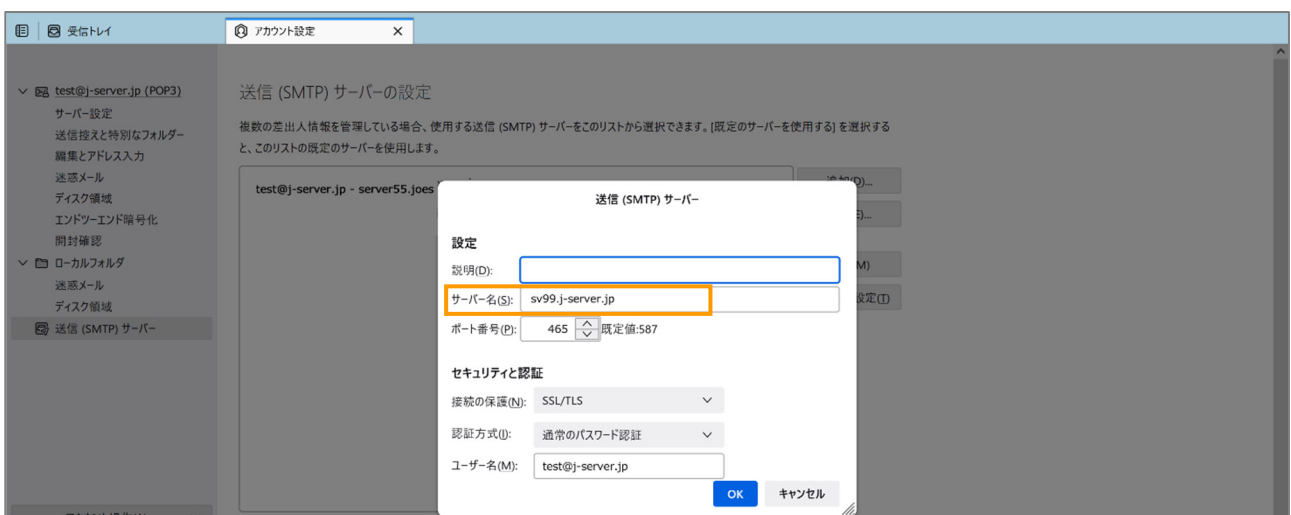 受信トレイ
アカウント設定
test@j-server.jp (POP3)
サーバー設定
送信控えと特別なフォルダー
編集とアドレス入力
迷惑メール
ディスク領域
エンドツーエンド暗号化
開封確認
ローカルフォルダ
迷惑メール
ディスク領域
送信 (SMTP) サーバー
送信 (SMTP) サーバーの設定
複数の差出人情報を管理している場合、使用する送信 (SMTP) サーバーをこのリストから選択できます。[既定のサーバーを使用する] を選択する
と、このリストの既定のサーバーを使用します。
test@j-server.jp - server55.joes
送信 (SMTP) サーバー
設定
説明(D):
サーバー名(S): sv99.j-server.jp
ポート番号(P): 465 既定値:587
セキュリティと認証
接続の保護(N): SSL/TLS
認証方式(I): 通常のパスワード認証
ユーザー名(M): test@j-server.jp
OK キャンセル